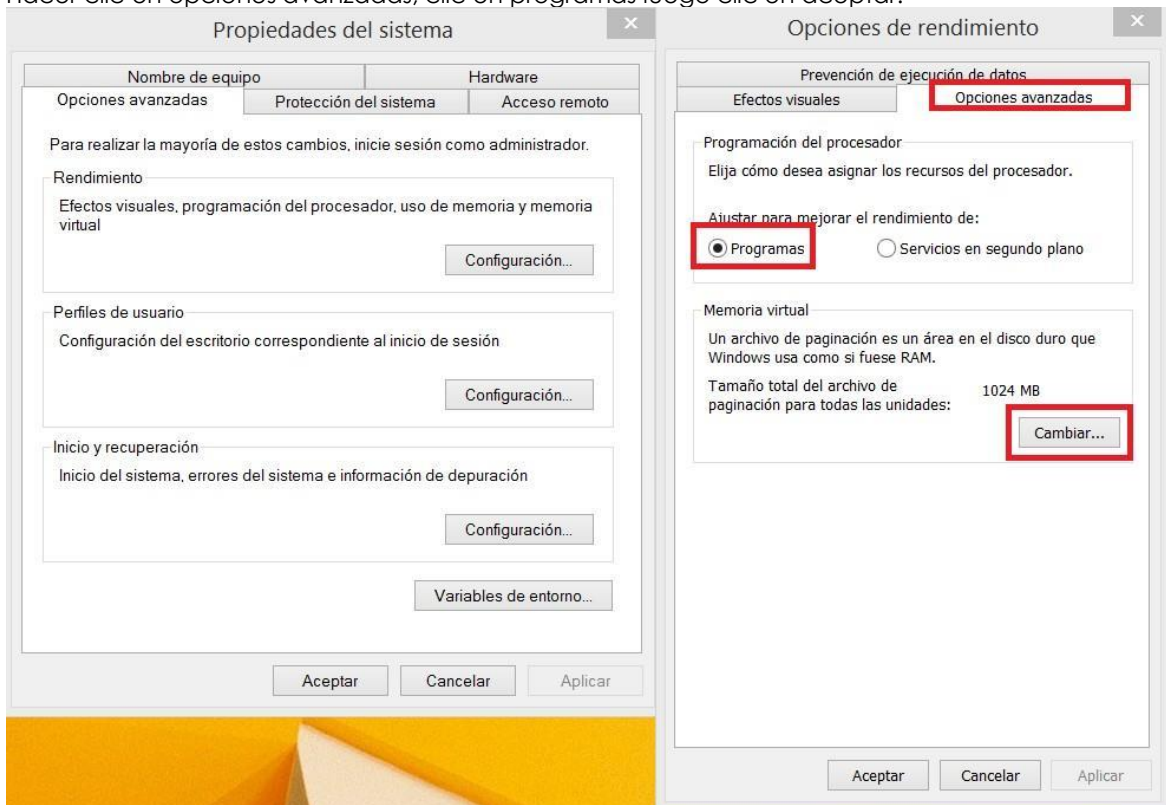 hacer clic en opciones avanzadas, clic en programas luego clic en aceptar.
Propiedades del sistema
Nombre de equipo
Hardware
Opciones avanzadas
Protección del sistema
Acceso remoto
Para realizar la mayoría de estos cambios, inicie sesión como administrador.
Rendimiento
Efectos visuales, programación del procesador, uso de memoria y memoria
virtual
Configuración...
Perfiles de usuario
Configuración del escritorio correspondiente al inicio de sesión
Configuración...
Inicio y recuperación
Inicio del sistema, errores del sistema e información de depuración
Configuración...
Variables de entorno...
Aceptar
Cancelar
Aplicar
Opciones de rendimiento
Prevención de ejecución de datos
Efectos visuales
Opciones avanzadas
Programación del procesador
Elija cómo desea asignar los recursos del procesador.
Ajustar para mejorar el rendimiento de:
Programas
Servicios en segundo plano
Memoria virtual
Un archivo de paginación es un área en el disco duro que
Windows usa como si fuese RAM.
Tamaño total del archivo de
paginación para todas las unidades:
1024 MB
Cambiar...
Aceptar
Cancelar
Aplicar